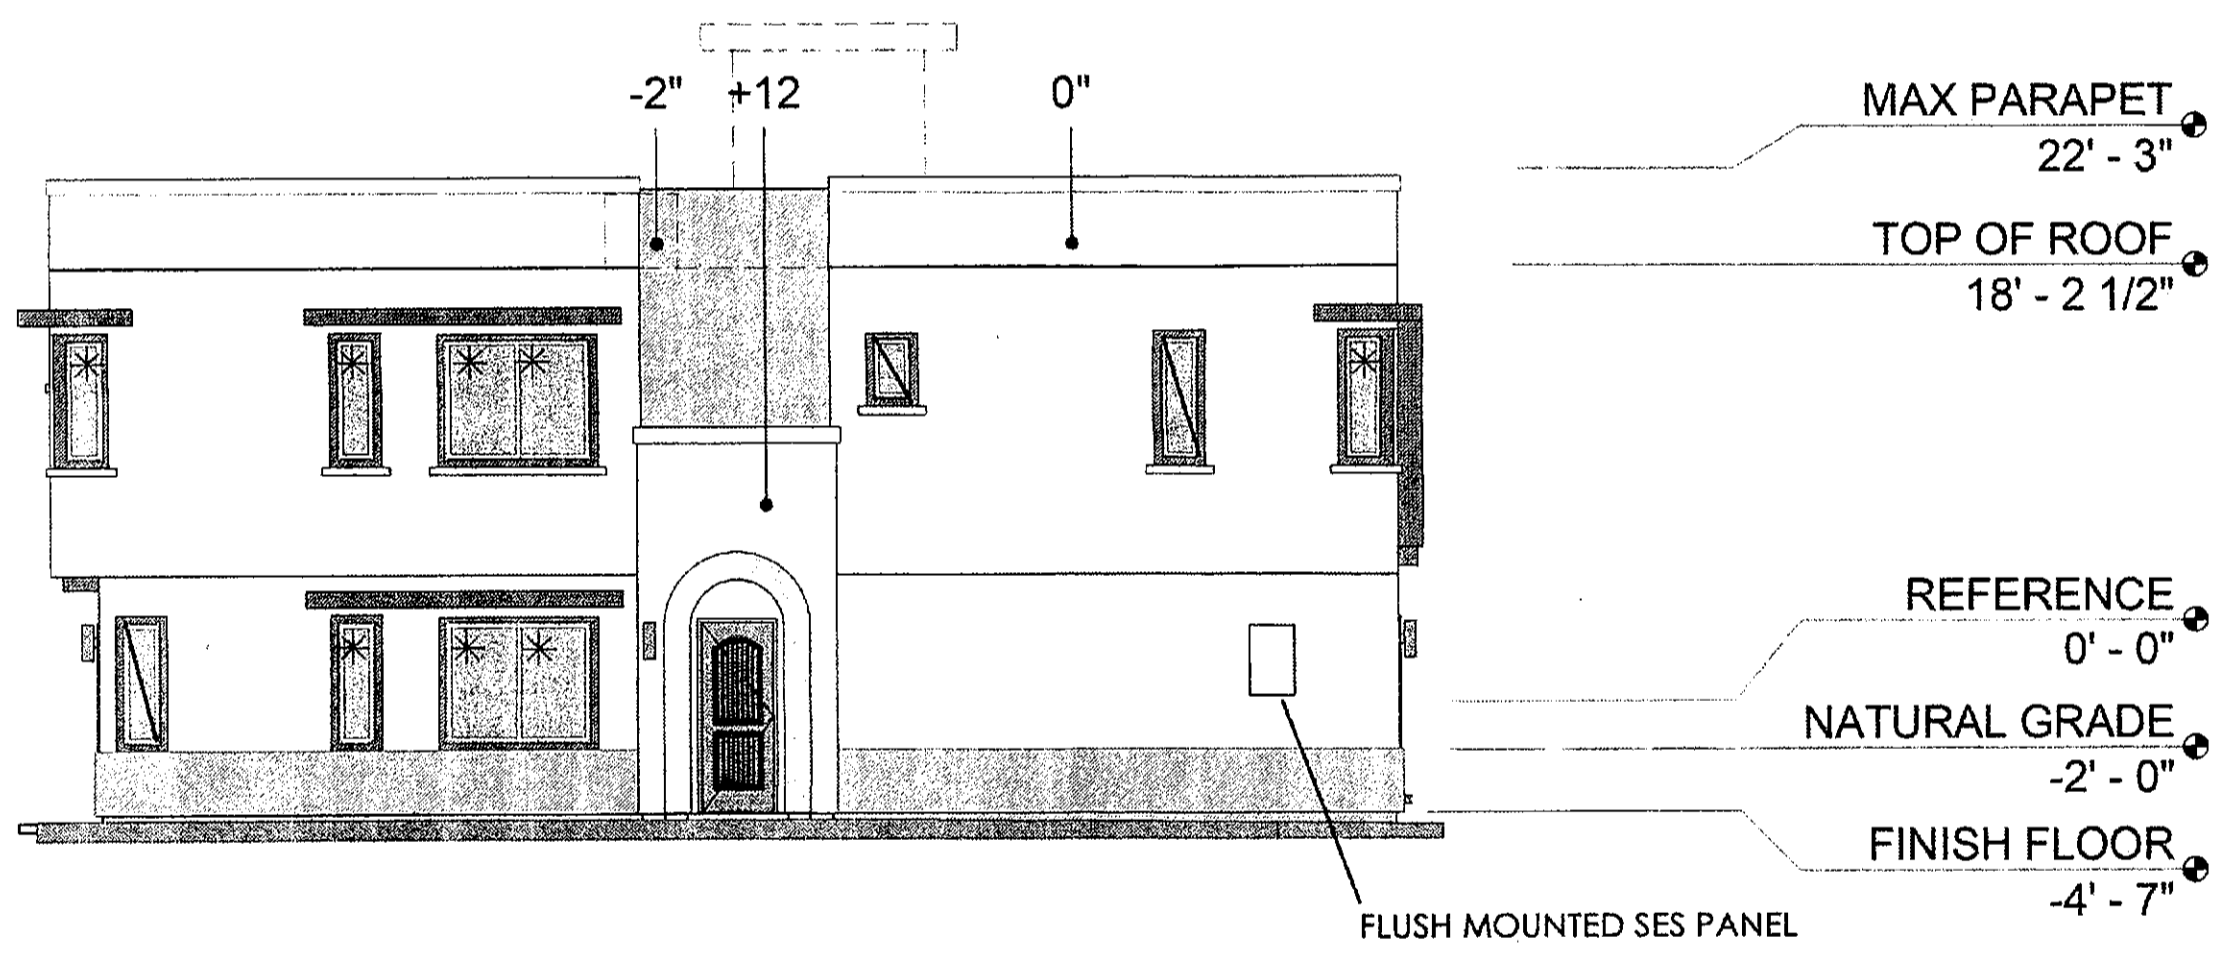 -2"
+12
0"
MAX PARAPET
22' - 3"
TOP OF ROOF
18' - 2 1/2"
REFERENCE
0' - 0"
NATURAL GRADE
-2' - 0"
FINISH FLOOR
-4' - 7"
FLUSH MOUNTED SES PANEL